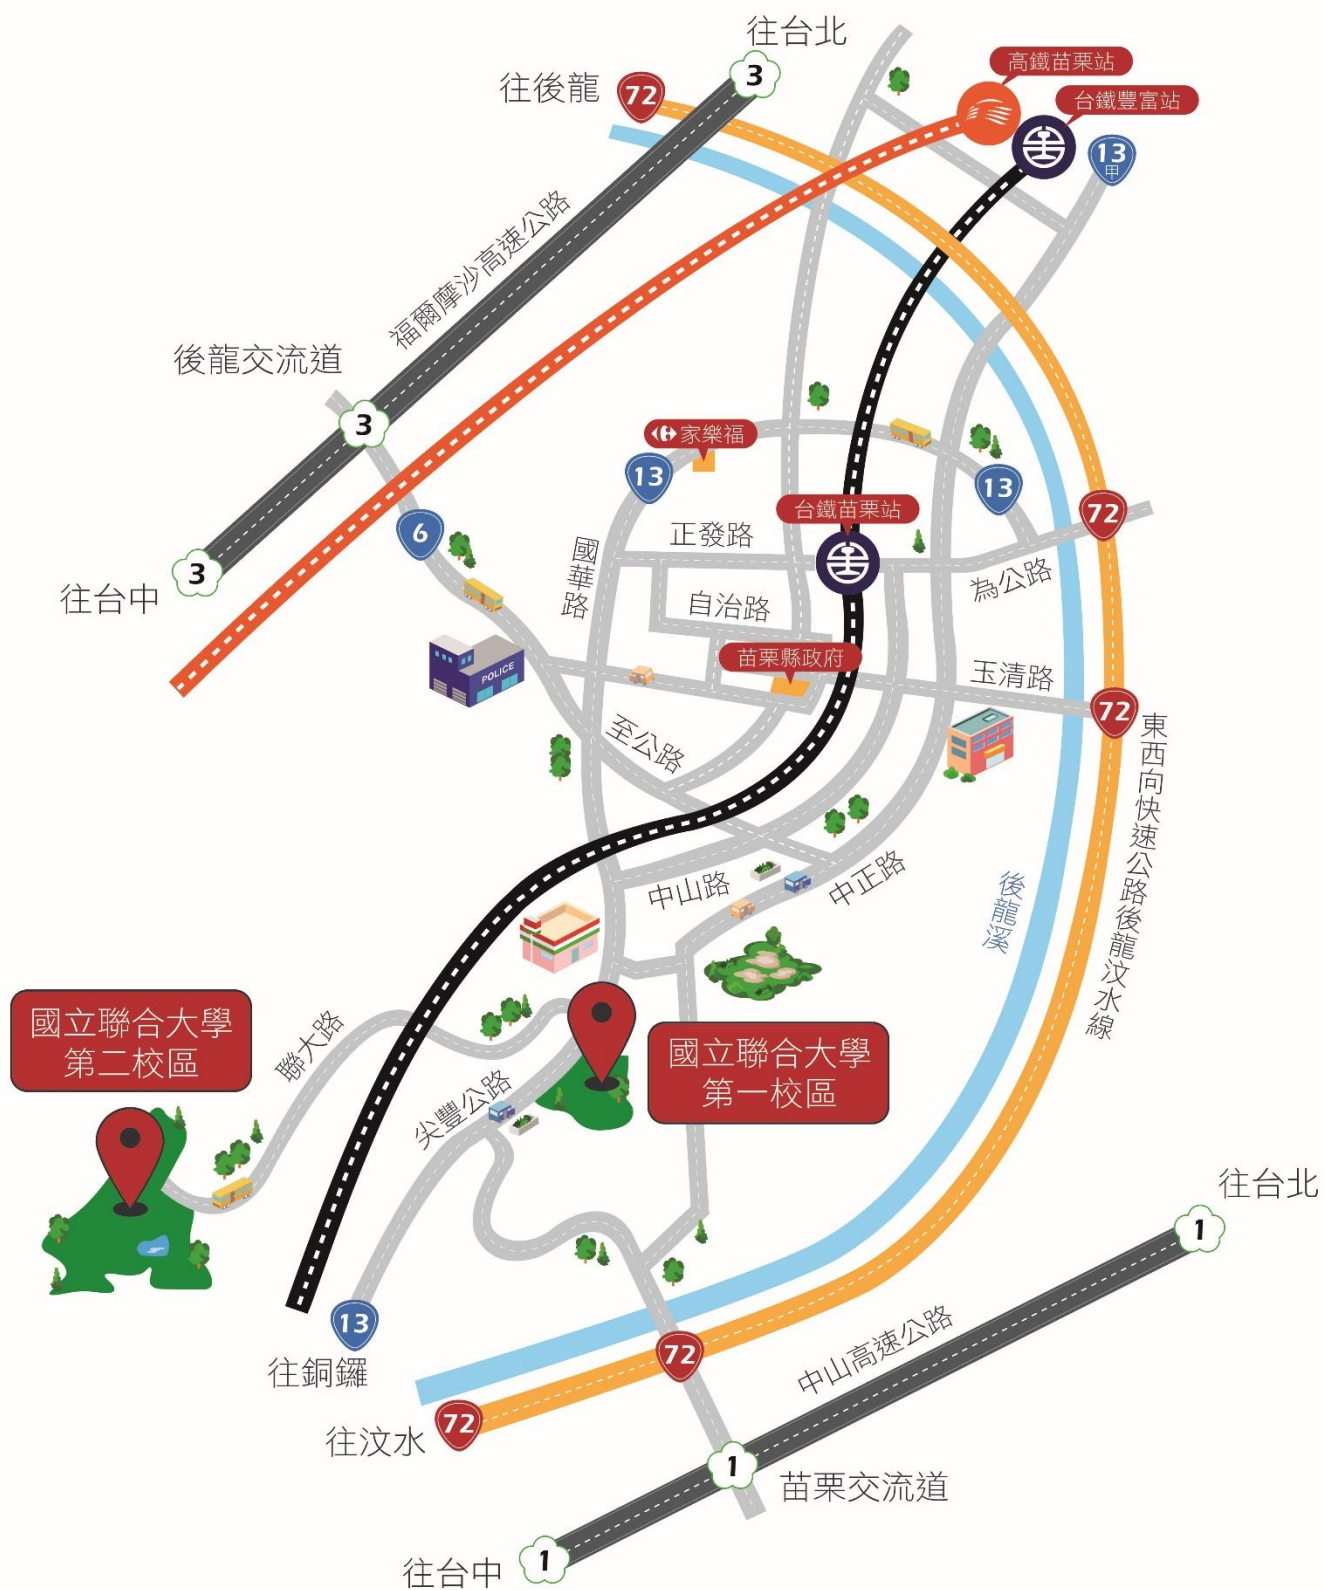 往台北
3
高鐵苗栗站
往後龍
72
台鐵豐富站
13
甲
福爾摩沙高速公路
後龍交流道
3
家樂福
13
13
台鐵苗栗站
72
6
正發路
國華路
3
往台中
為公路
自治路
苗栗縣政府
POLICE
玉清路
72
至公路
東西向快速公路後龍汶水線
中山路
中正路
後龍溪
國立聯合大學
第二校區
聯大路
國立聯合大學
第一校區
尖豐公路
往台北
1
13
往銅鑼
72
中山高速公路
72
往汶水
1
苗栗交流道
1
往台中